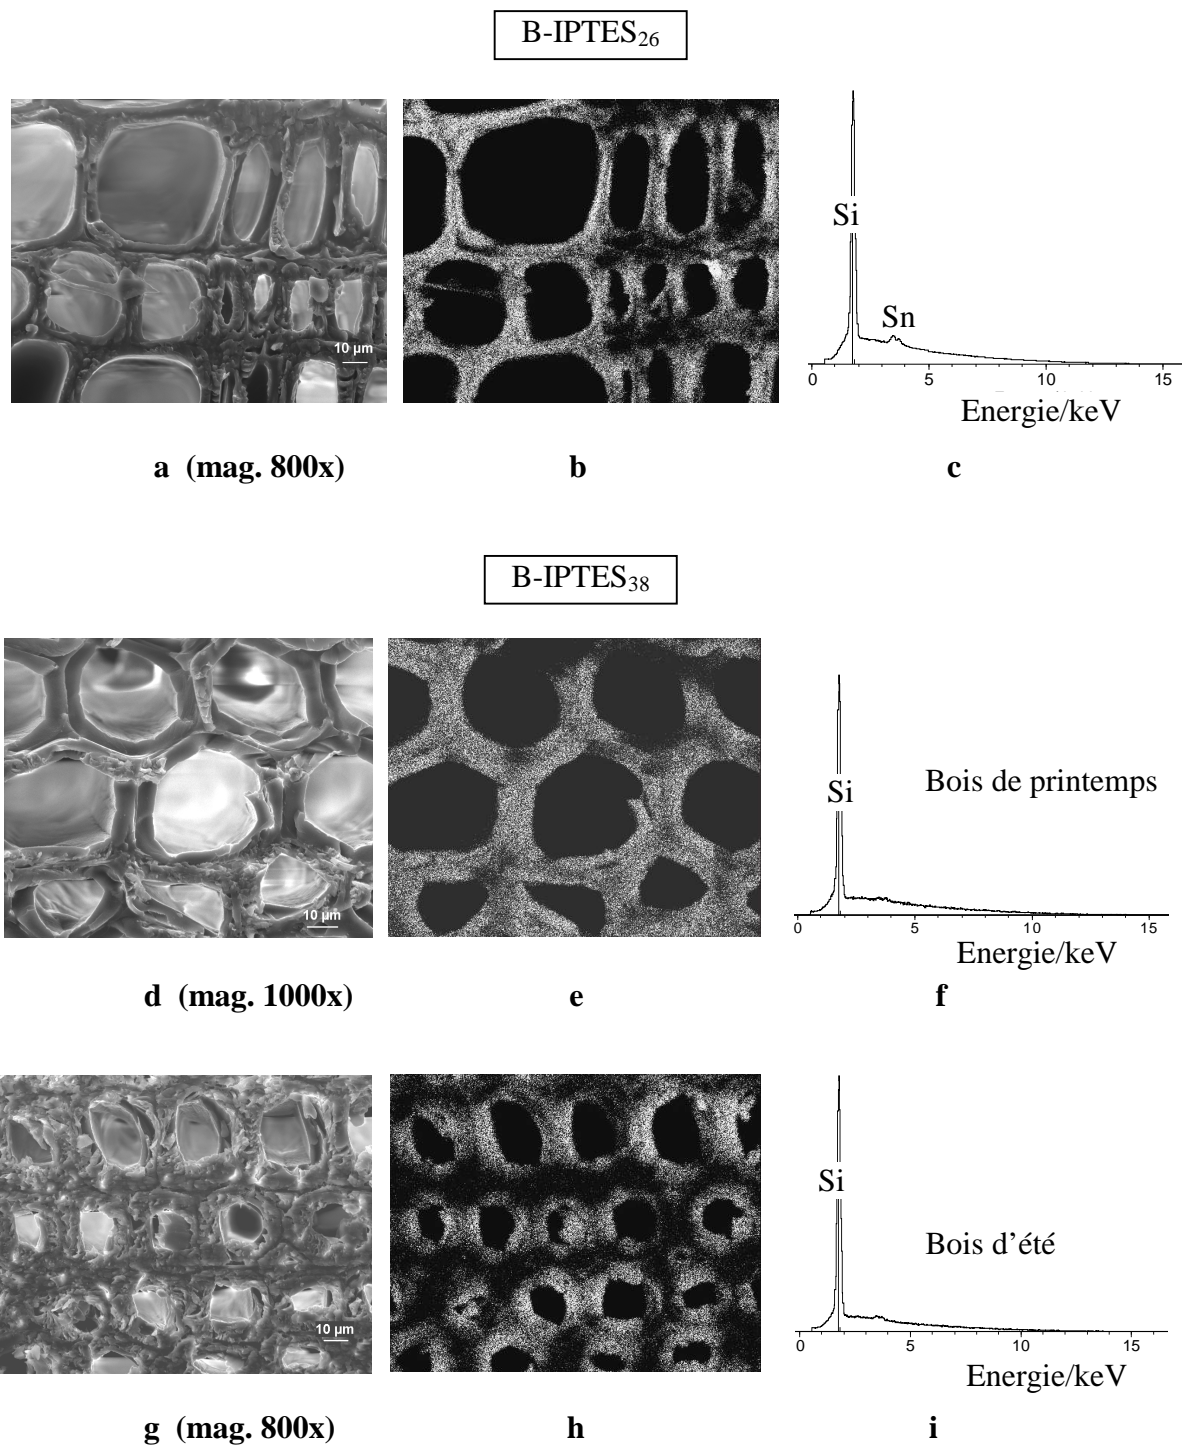 B-IPTES₂₆
10 µm
Si
Sn
0 5 10 15
Energie/keV
a (mag. 800x) b c
B-IPTES₃₈
10 µm
Si
Bois de printemps
0 5 10 15
Energie/keV
d (mag. 1000x) e f
10 µm
Si
Bois d'été
0 5 10 15
Energie/keV
g (mag. 800x) h i